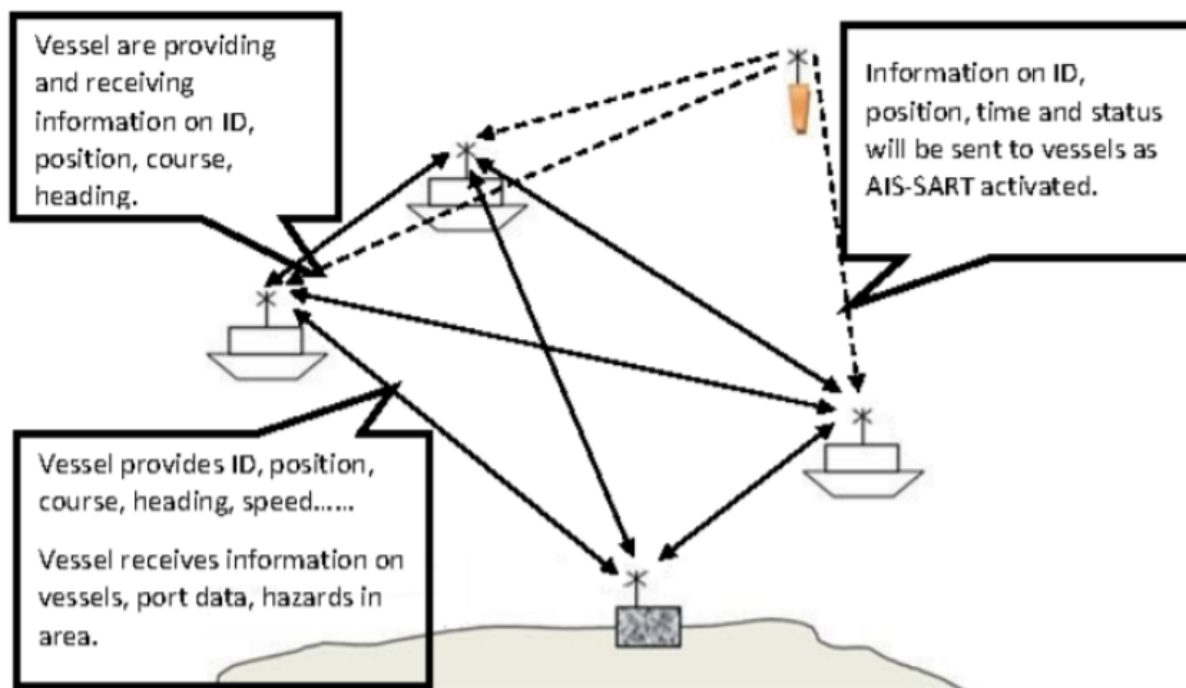 Vessel are providing
and receiving
information on ID,
position, course,
heading.
Information on ID,
position, time and status
will be sent to vessels as
AIS-SART activated.
Vessel provides ID, position,
course, heading, speed......
Vessel receives information on
vessels, port data, hazards in
area.